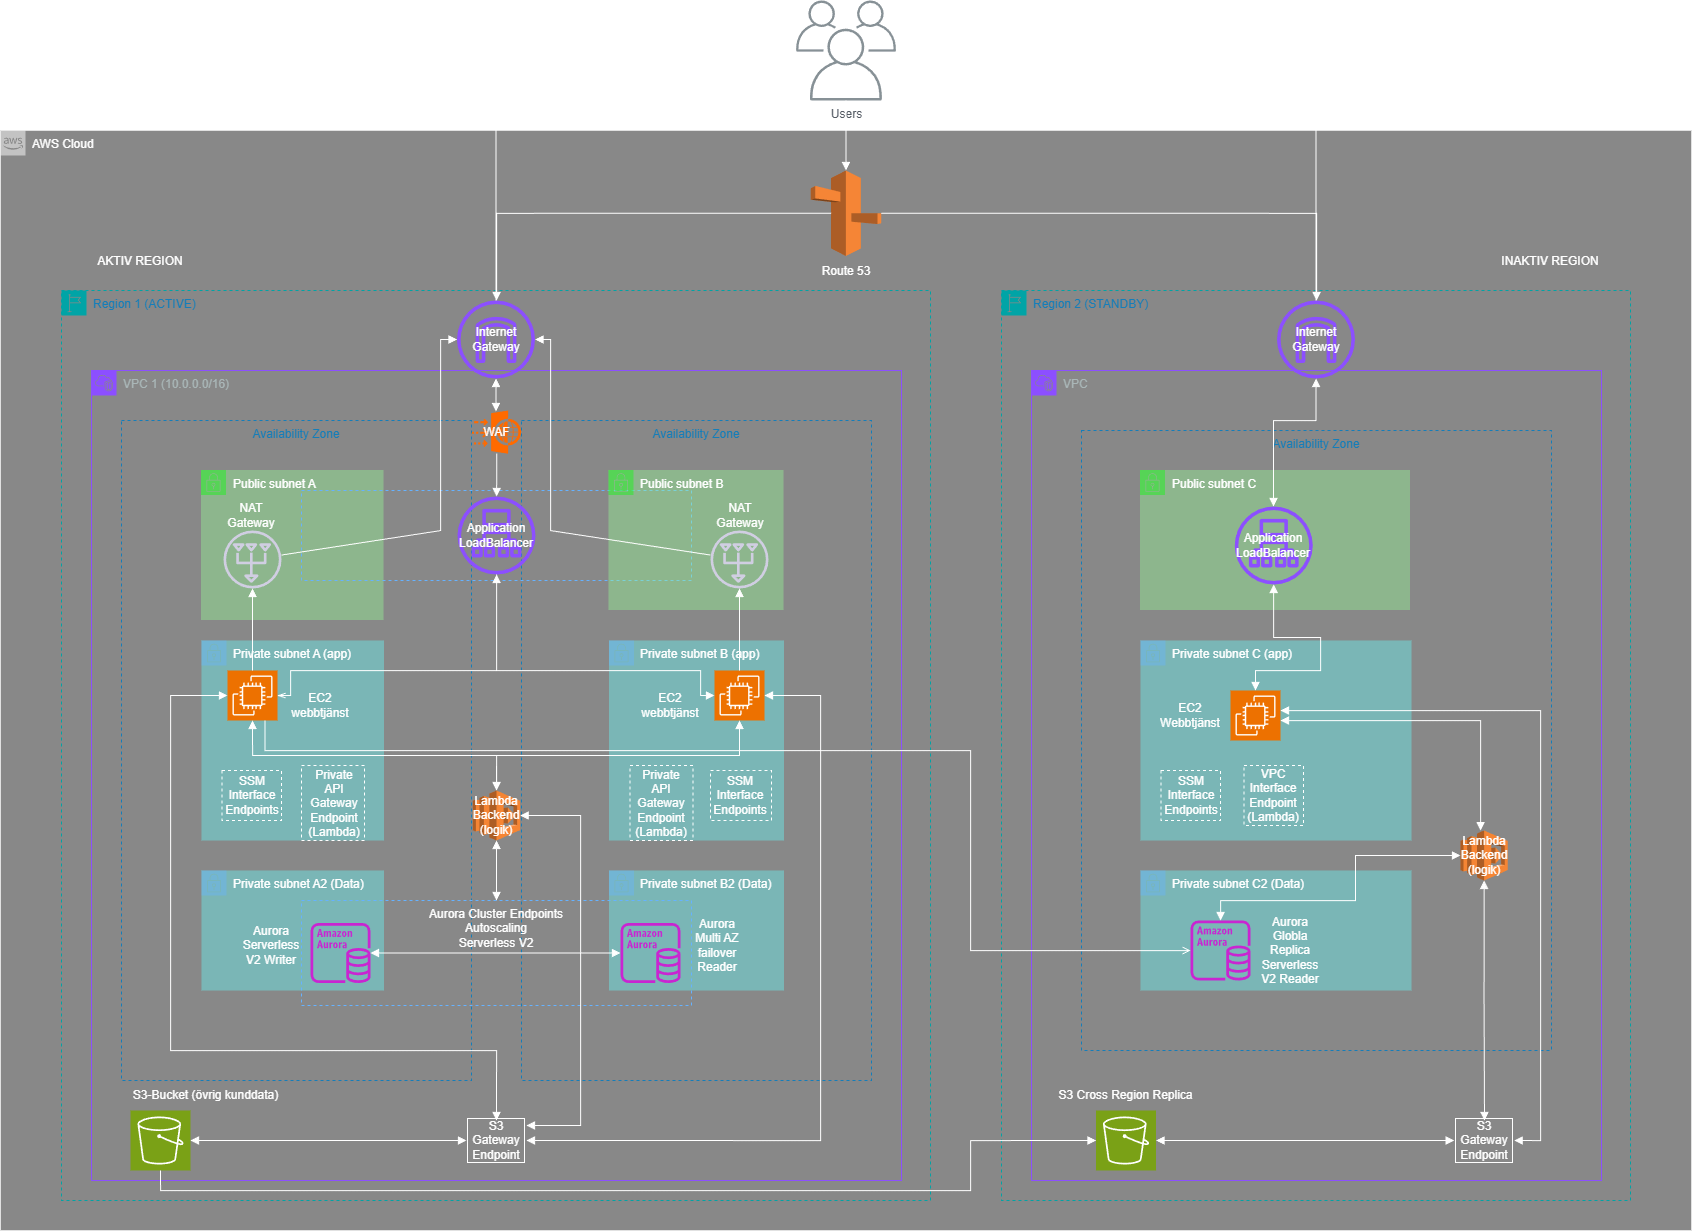 Users
aws
AWS Cloud
Route 53
AKTIV REGION
INAKTIV REGION
Region 1 (ACTIVE)
Internet
Gateway
VPC 1 (10.0.0.0/16)
WAF
Availability Zone
Availability Zone
Public subnet A
NAT
Gateway
Application
LoadBalancer
Public subnet B
NAT
Gateway
Private subnet A (app)
EC2
webbtjänst
SSM
Interface
Endpoints
Private
API
Gateway
Endpoint
(Lambda)
Private subnet B (app)
EC2
webbtjänst
Private
API
Gateway
Endpoint
(Lambda)
SSM
Interface
Endpoints
Lambda
Backend
(logik)
Private subnet A2 (Data)
Aurora
Serverless
V2 Writer
Amazon
Aurora
Aurora Cluster Endpoints
Autoscaling
Serverless V2
Private subnet B2 (Data)
Amazon
Aurora
Aurora
Multi AZ
failover
Reader
S3-Bucket (övrig kunddata)
S3
Gateway
Endpoint
Region 2 (STANDBY)
Internet
Gateway
VPC
Availability Zone
Public subnet C
Application
LoadBalancer
Private subnet C (app)
EC2
Webbtjänst
SSM
Interface
Endpoints
VPC
Interface
Endpoint
(Lambda)
Lambda
Backend
(logik)
Private subnet C2 (Data)
Amazon
Aurora
Aurora
Globla
Replica
Serverless
V2 Reader
S3 Cross Region Replica
S3
Gateway
Endpoint